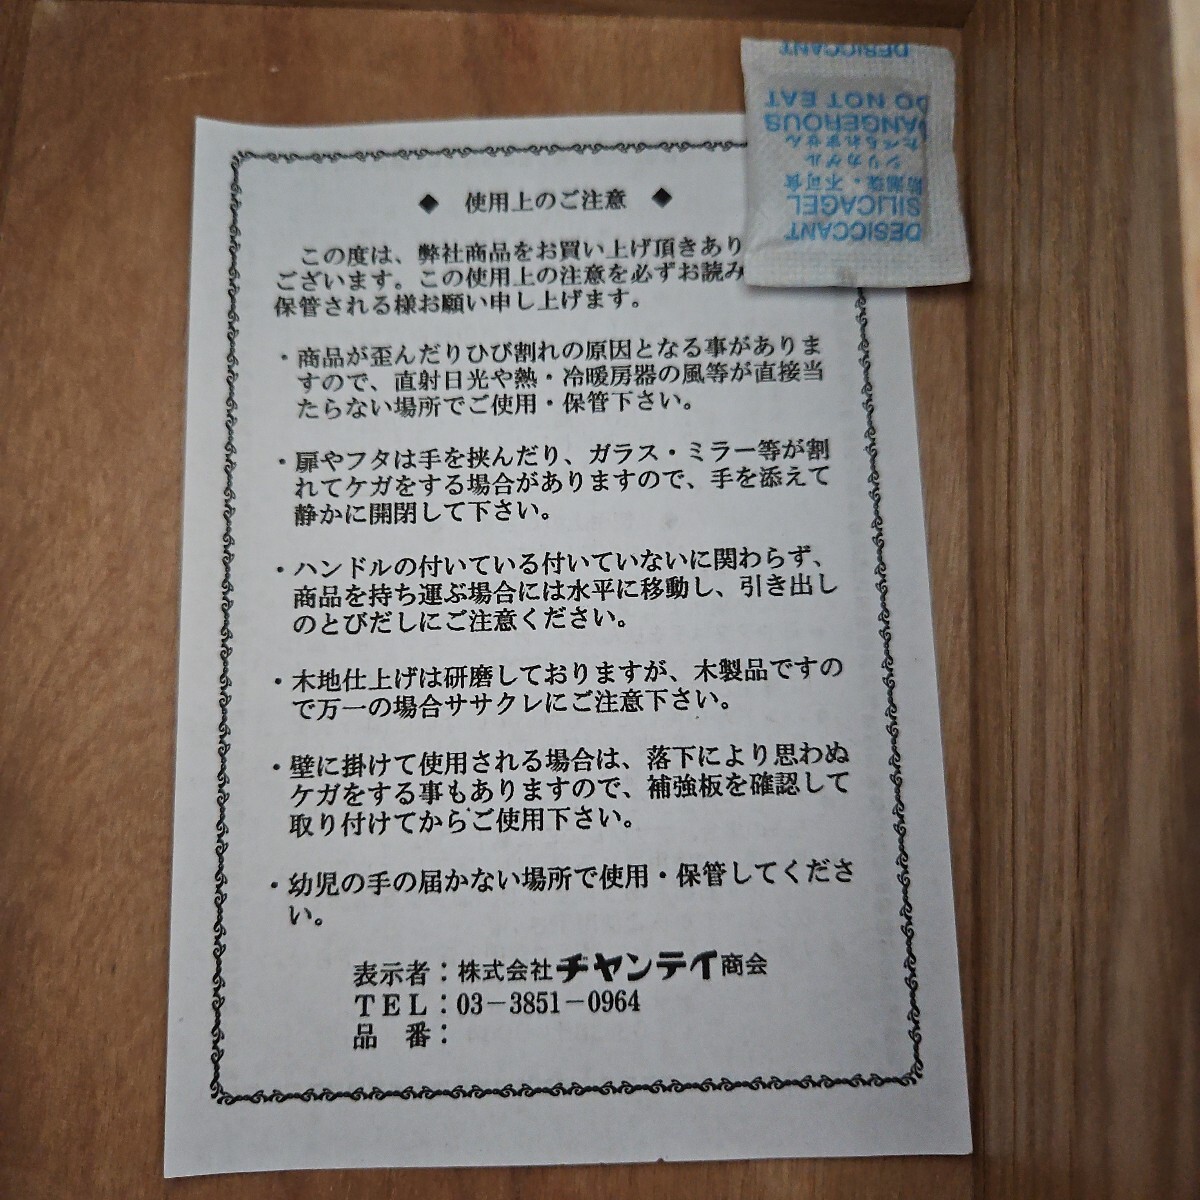 ◆ 使用上のご注意 ◆
この度は、弊社商品をお買い上げ頂きあり
ございます。この使用上の注意を必ずお読み
保管される様お願い申し上げます。
・商品が歪んだりひび割れの原因となる事がありま
すので、直射日光や熱・冷暖房器の風等が直接当
たらない場所でご使用・保管下さい。
・扉やフタは手を挟んだり、ガラス・ミラー等が割
れてケガをする場合がありますので、手を添えて
静かに開閉して下さい。
・ハンドルの付いている付いていないに関わらず、
商品を持ち運ぶ場合には水平に移動し、引き出し
のとびだしにご注意ください。
・木地仕上げは研磨しておりますが、木製品ですの
で万一の場合ササクレにご注意下さい。
・壁に掛けて使用される場合は、落下により思わぬ
ケガをする事もありますので、補強板を確認して
取り付けてからご使用下さい。
・幼児の手の届かない場所で使用・保管してくださ
い。
表示者：株式会社チヤンテイ商会
ＴＥＬ：03－3851－0964
品　番：
DESICCANT
SILICAGEL
乾燥・不可食
シリカゲル
たべられません
DANGEROUS
DO NOT EAT
DESICCANT